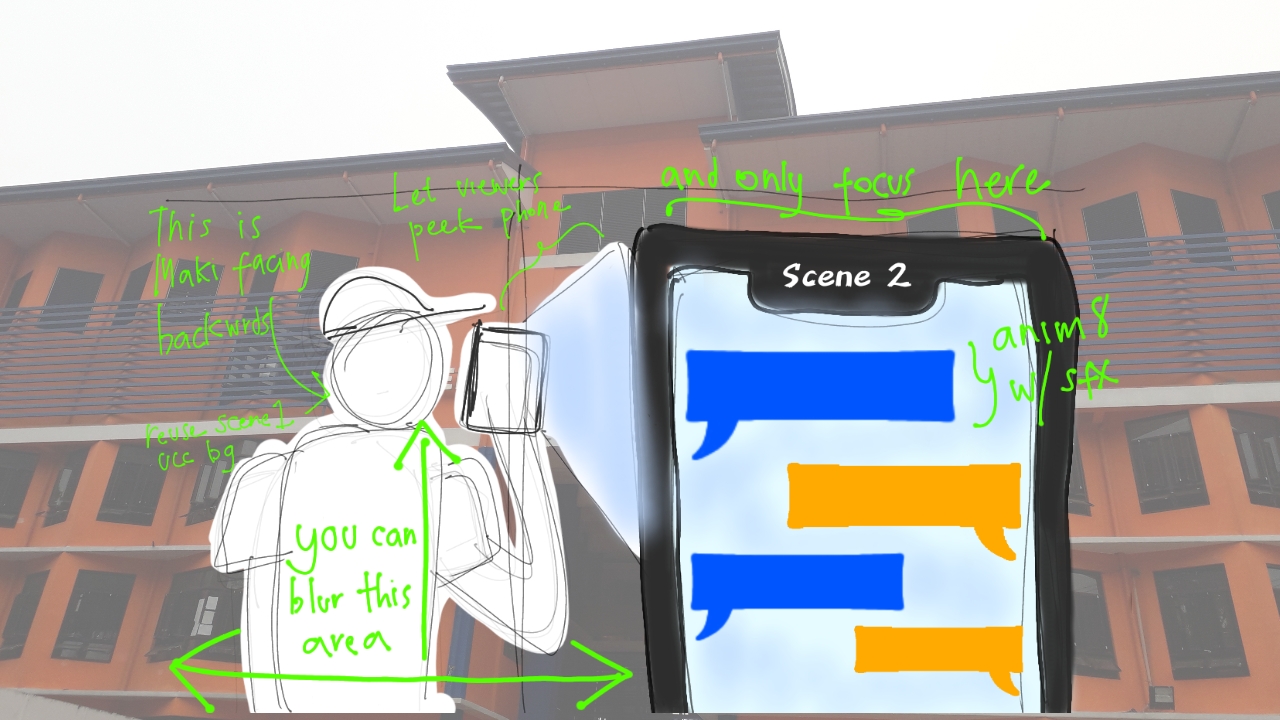 and only focus here
Let viewers
peek phone
This is
Maki facing
backwrds
Scene 2
anim8
w/ sfx
reuse scene 1
ucc bg
you can
blur this
area